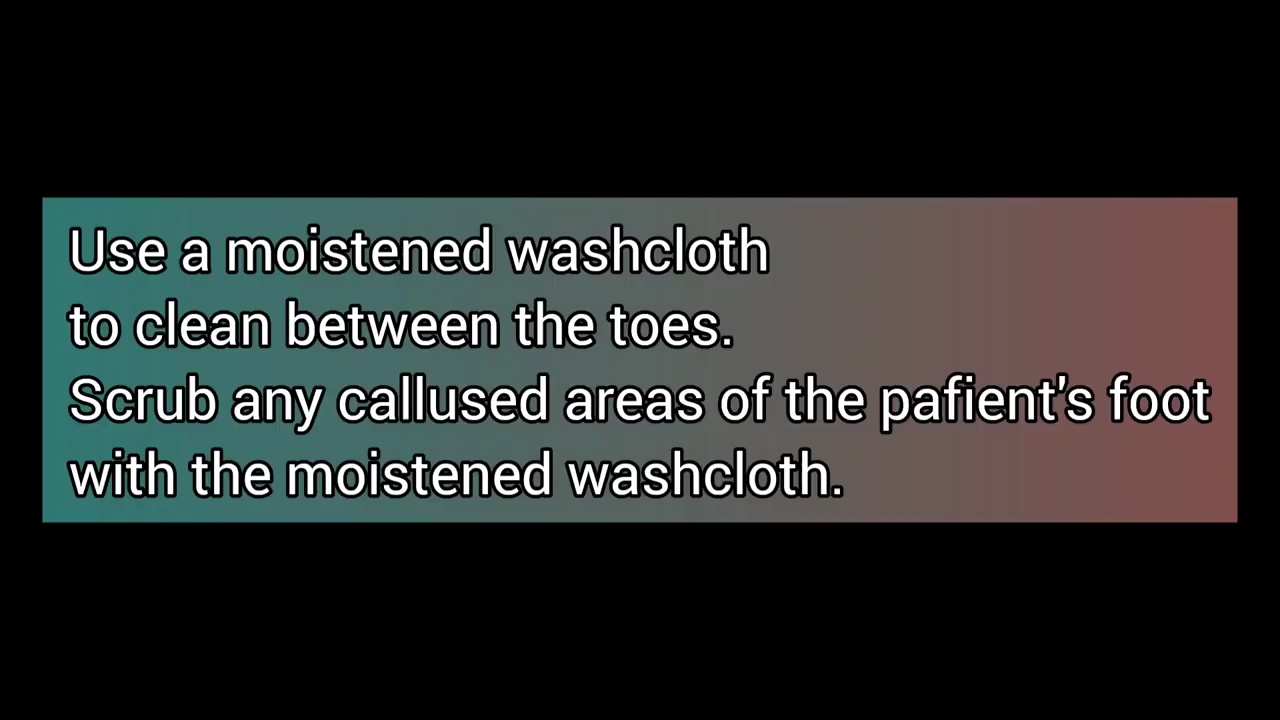 Use a moistened washcloth
to clean between the toes.
Scrub any callused areas of the pafient's foot
with the moistened washcloth.